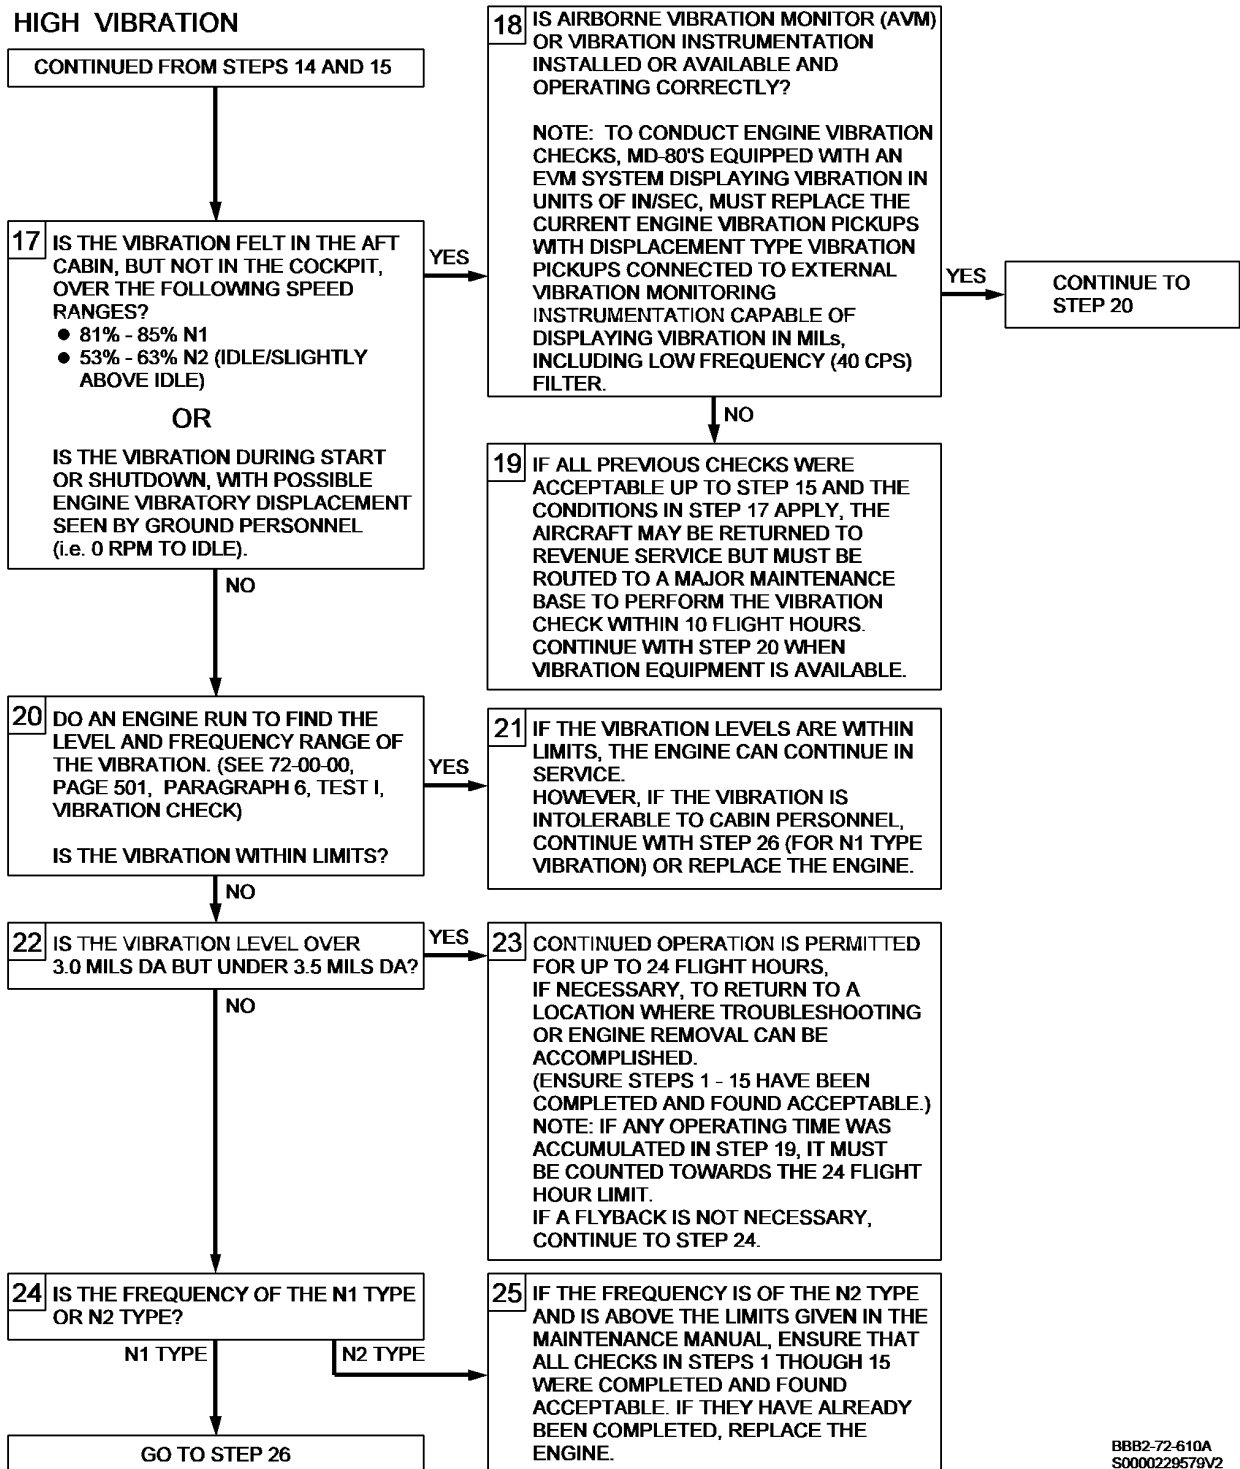 HIGH VIBRATION
CONTINUED FROM STEPS 14 AND 15
17
IS THE VIBRATION FELT IN THE AFT
CABIN, BUT NOT IN THE COCKPIT,
OVER THE FOLLOWING SPEED
RANGES?
● 81% - 85% N1
● 53% - 63% N2 (IDLE/SLIGHTLY
ABOVE IDLE)
OR
IS THE VIBRATION DURING START
OR SHUTDOWN, WITH POSSIBLE
ENGINE VIBRATORY DISPLACEMENT
SEEN BY GROUND PERSONNEL
(i.e. 0 RPM TO IDLE).
YES
NO
18
IS AIRBORNE VIBRATION MONITOR (AVM)
OR VIBRATION INSTRUMENTATION
INSTALLED OR AVAILABLE AND
OPERATING CORRECTLY?
NOTE: TO CONDUCT ENGINE VIBRATION
CHECKS, MD-80'S EQUIPPED WITH AN
EVM SYSTEM DISPLAYING VIBRATION IN
UNITS OF IN/SEC, MUST REPLACE THE
CURRENT ENGINE VIBRATION PICKUPS
WITH DISPLACEMENT TYPE VIBRATION
PICKUPS CONNECTED TO EXTERNAL
VIBRATION MONITORING
INSTRUMENTATION CAPABLE OF
DISPLAYING VIBRATION IN MILs,
INCLUDING LOW FREQUENCY (40 CPS)
FILTER.
YES
CONTINUE TO
STEP 20
NO
19
IF ALL PREVIOUS CHECKS WERE
ACCEPTABLE UP TO STEP 15 AND THE
CONDITIONS IN STEP 17 APPLY, THE
AIRCRAFT MAY BE RETURNED TO
REVENUE SERVICE BUT MUST BE
ROUTED TO A MAJOR MAINTENANCE
BASE TO PERFORM THE VIBRATION
CHECK WITHIN 10 FLIGHT HOURS.
CONTINUE WITH STEP 20 WHEN
VIBRATION EQUIPMENT IS AVAILABLE.
20
DO AN ENGINE RUN TO FIND THE
LEVEL AND FREQUENCY RANGE OF
THE VIBRATION. (SEE 72-00-00,
PAGE 501, PARAGRAPH 6, TEST I,
VIBRATION CHECK)
IS THE VIBRATION WITHIN LIMITS?
YES
NO
21
IF THE VIBRATION LEVELS ARE WITHIN
LIMITS, THE ENGINE CAN CONTINUE IN
SERVICE.
HOWEVER, IF THE VIBRATION IS
INTOLERABLE TO CABIN PERSONNEL,
CONTINUE WITH STEP 26 (FOR N1 TYPE
VIBRATION) OR REPLACE THE ENGINE.
22
IS THE VIBRATION LEVEL OVER
3.0 MILS DA BUT UNDER 3.5 MILS DA?
YES
NO
23
CONTINUED OPERATION IS PERMITTED
FOR UP TO 24 FLIGHT HOURS,
IF NECESSARY, TO RETURN TO A
LOCATION WHERE TROUBLESHOOTING
OR ENGINE REMOVAL CAN BE
ACCOMPLISHED.
(ENSURE STEPS 1 - 15 HAVE BEEN
COMPLETED AND FOUND ACCEPTABLE.)
NOTE: IF ANY OPERATING TIME WAS
ACCUMULATED IN STEP 19, IT MUST
BE COUNTED TOWARDS THE 24 FLIGHT
HOUR LIMIT.
IF A FLYBACK IS NOT NECESSARY,
CONTINUE TO STEP 24.
24
IS THE FREQUENCY OF THE N1 TYPE
OR N2 TYPE?
N1 TYPE
N2 TYPE
25
IF THE FREQUENCY IS OF THE N2 TYPE
AND IS ABOVE THE LIMITS GIVEN IN THE
MAINTENANCE MANUAL, ENSURE THAT
ALL CHECKS IN STEPS 1 THOUGH 15
WERE COMPLETED AND FOUND
ACCEPTABLE. IF THEY HAVE ALREADY
BEEN COMPLETED, REPLACE THE
ENGINE.
GO TO STEP 26
BBB2-72-610A
S0000229579V2